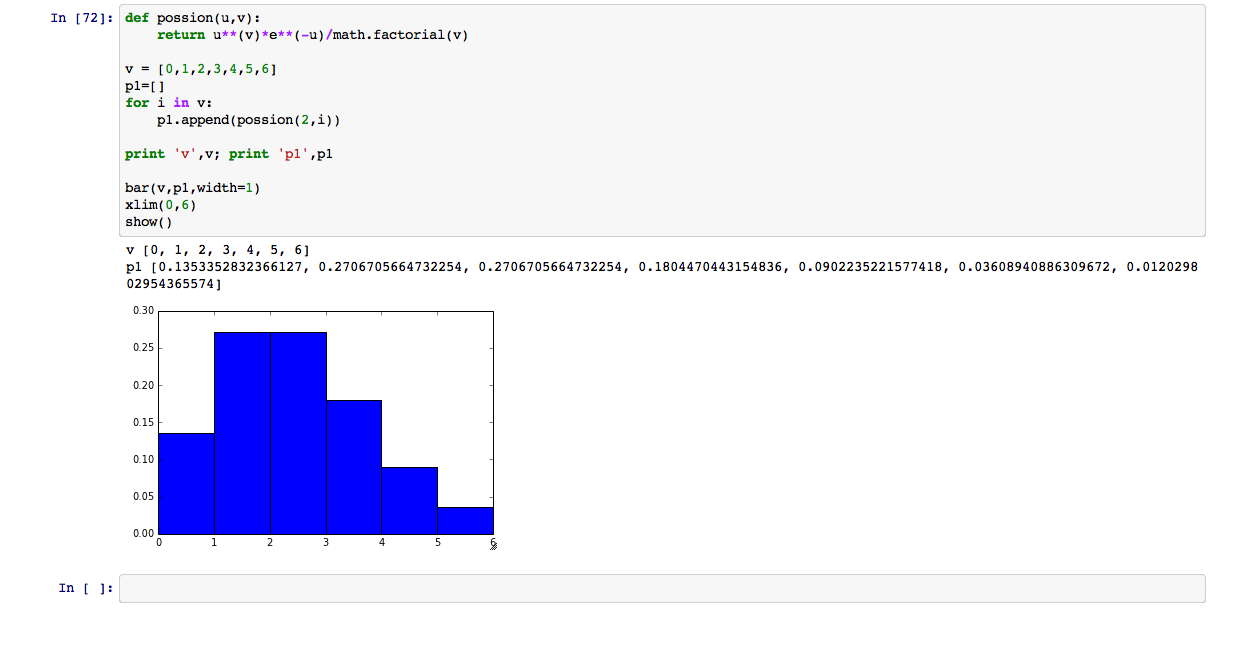 In [72]:
def possion(u,v):
    return u**(v)*e**(-u)/math.factorial(v)
v = [0,1,2,3,4,5,6]
p1=[]
for i in v:
    p1.append(possion(2,i))
print 'v',v; print 'p1',p1
bar(v,p1,width=1)
xlim(0,6)
show()
v [0, 1, 2, 3, 4, 5, 6]
p1 [0.1353352832366127, 0.2706705664732254, 0.2706705664732254, 0.1804470443154836, 0.0902235221577418, 0.03608940886309672, 0.0120298
02954365574]
0.30
0.25
0.20
0.15
0.10
0.05
0.00
0 1 2 3 4 5 6
In [ ]: